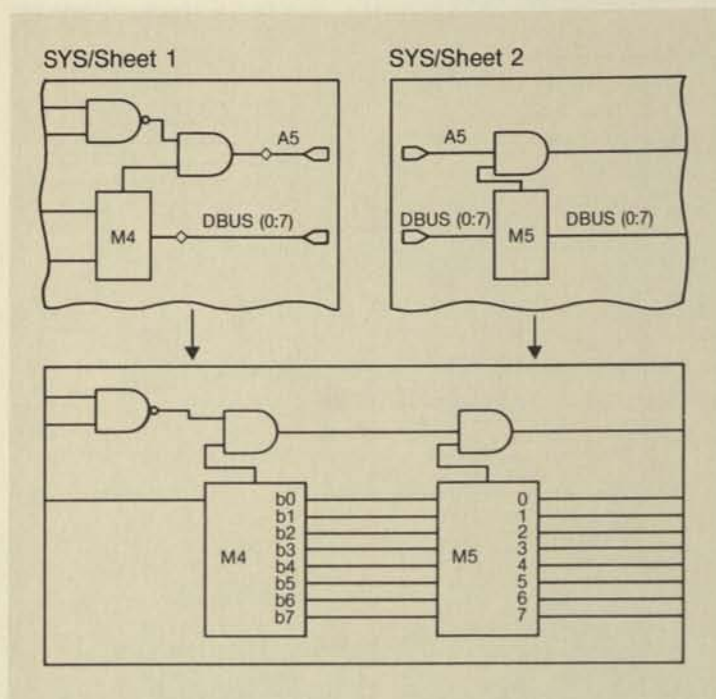 SYS/Sheet 1
A5
M4
DBUS (0:7)
SYS/Sheet 2
A5
DBUS (0:7)
M5
DBUS (0:7)
M4
b0
b1
b2
b3
b4
b5
b6
b7
M5
0
1
2
3
4
5
6
7